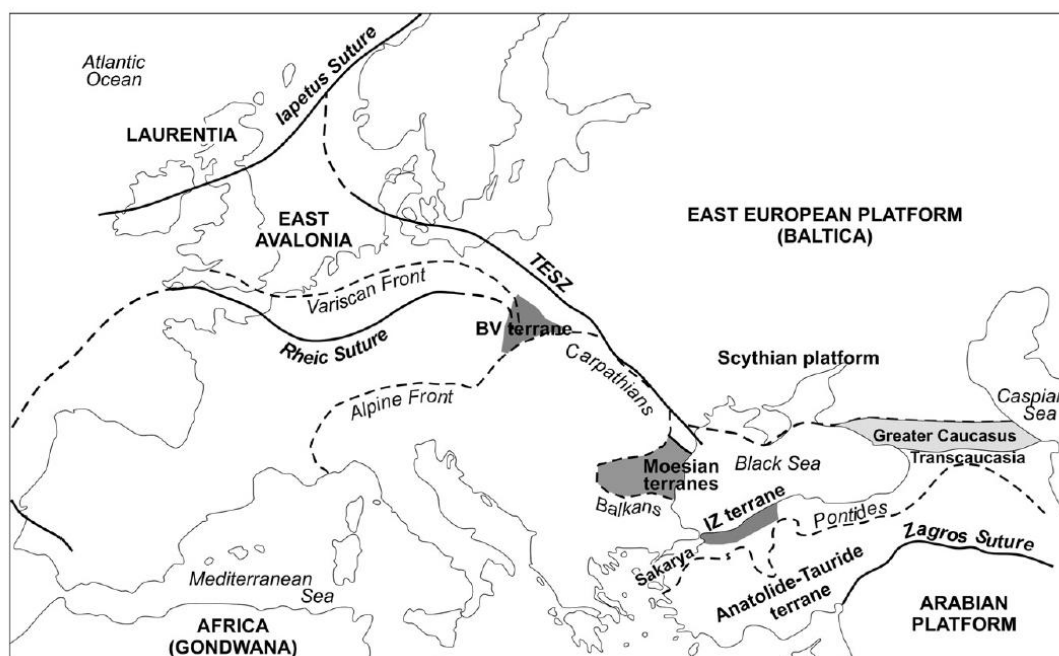 Atlantic
Ocean
Iapetus Suture
LAURENTIA
EAST
AVALONIA
EAST EUROPEAN PLATFORM
(BALTICA)
TESZ
Variscan Front
BV terrane
Rheic Suture
Carpathians
Scythian platform
Alpine Front
Caspian
Sea
Greater Caucasus
Transcaucasia
Moesian
terranes
Black Sea
Balkans
IZ terrane
Pontides
Zagros Suture
Sakarya
Mediterranean
Sea
Anatolide-Tauride
terrane
AFRICA
(GONDWANA)
ARABIAN
PLATFORM